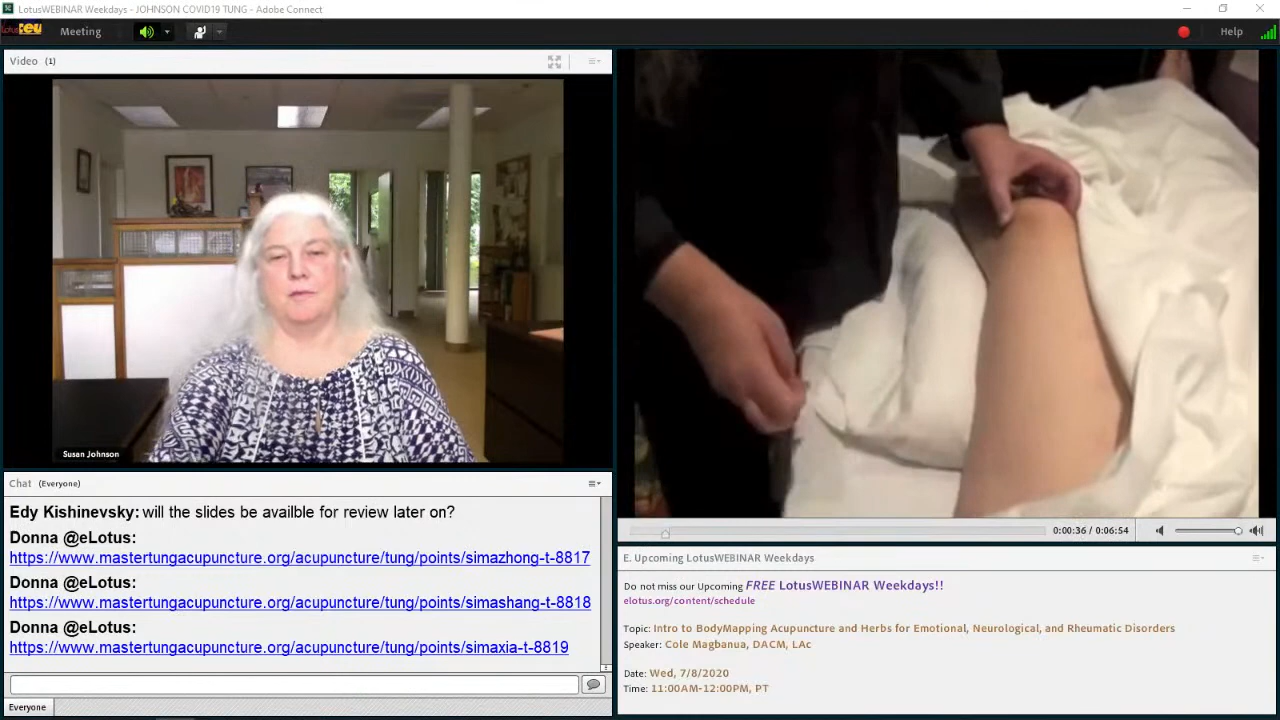 LotusWEBINAR Weekdays - JOHNSON COVID19 TUNG - Adobe Connect
Meeting
Help
Video (1)
Susan Johnson
Chat (Everyone)
Edy Kishinevsky: will the slides be availble for review later on?
Donna @eLotus:
https://www.mastertungacupuncture.org/acupuncture/tung/points/simazhong-t-8817
Donna @eLotus:
https://www.mastertungacupuncture.org/acupuncture/tung/points/simashang-t-8818
Donna @eLotus:
https://www.mastertungacupuncture.org/acupuncture/tung/points/simaxia-t-8819
Everyone
0:00:36 / 0:06:54
E. Upcoming LotusWEBINAR Weekdays
Do not miss our Upcoming FREE LotusWEBINAR Weekdays!!
elotus.org/content/schedule
Topic: Intro to BodyMapping Acupuncture and Herbs for Emotional, Neurological, and Rheumatic Disorders
Speaker: Cole Magbanua, DACM, LAc
Date: Wed, 7/8/2020
Time: 11:00AM-12:00PM, PT